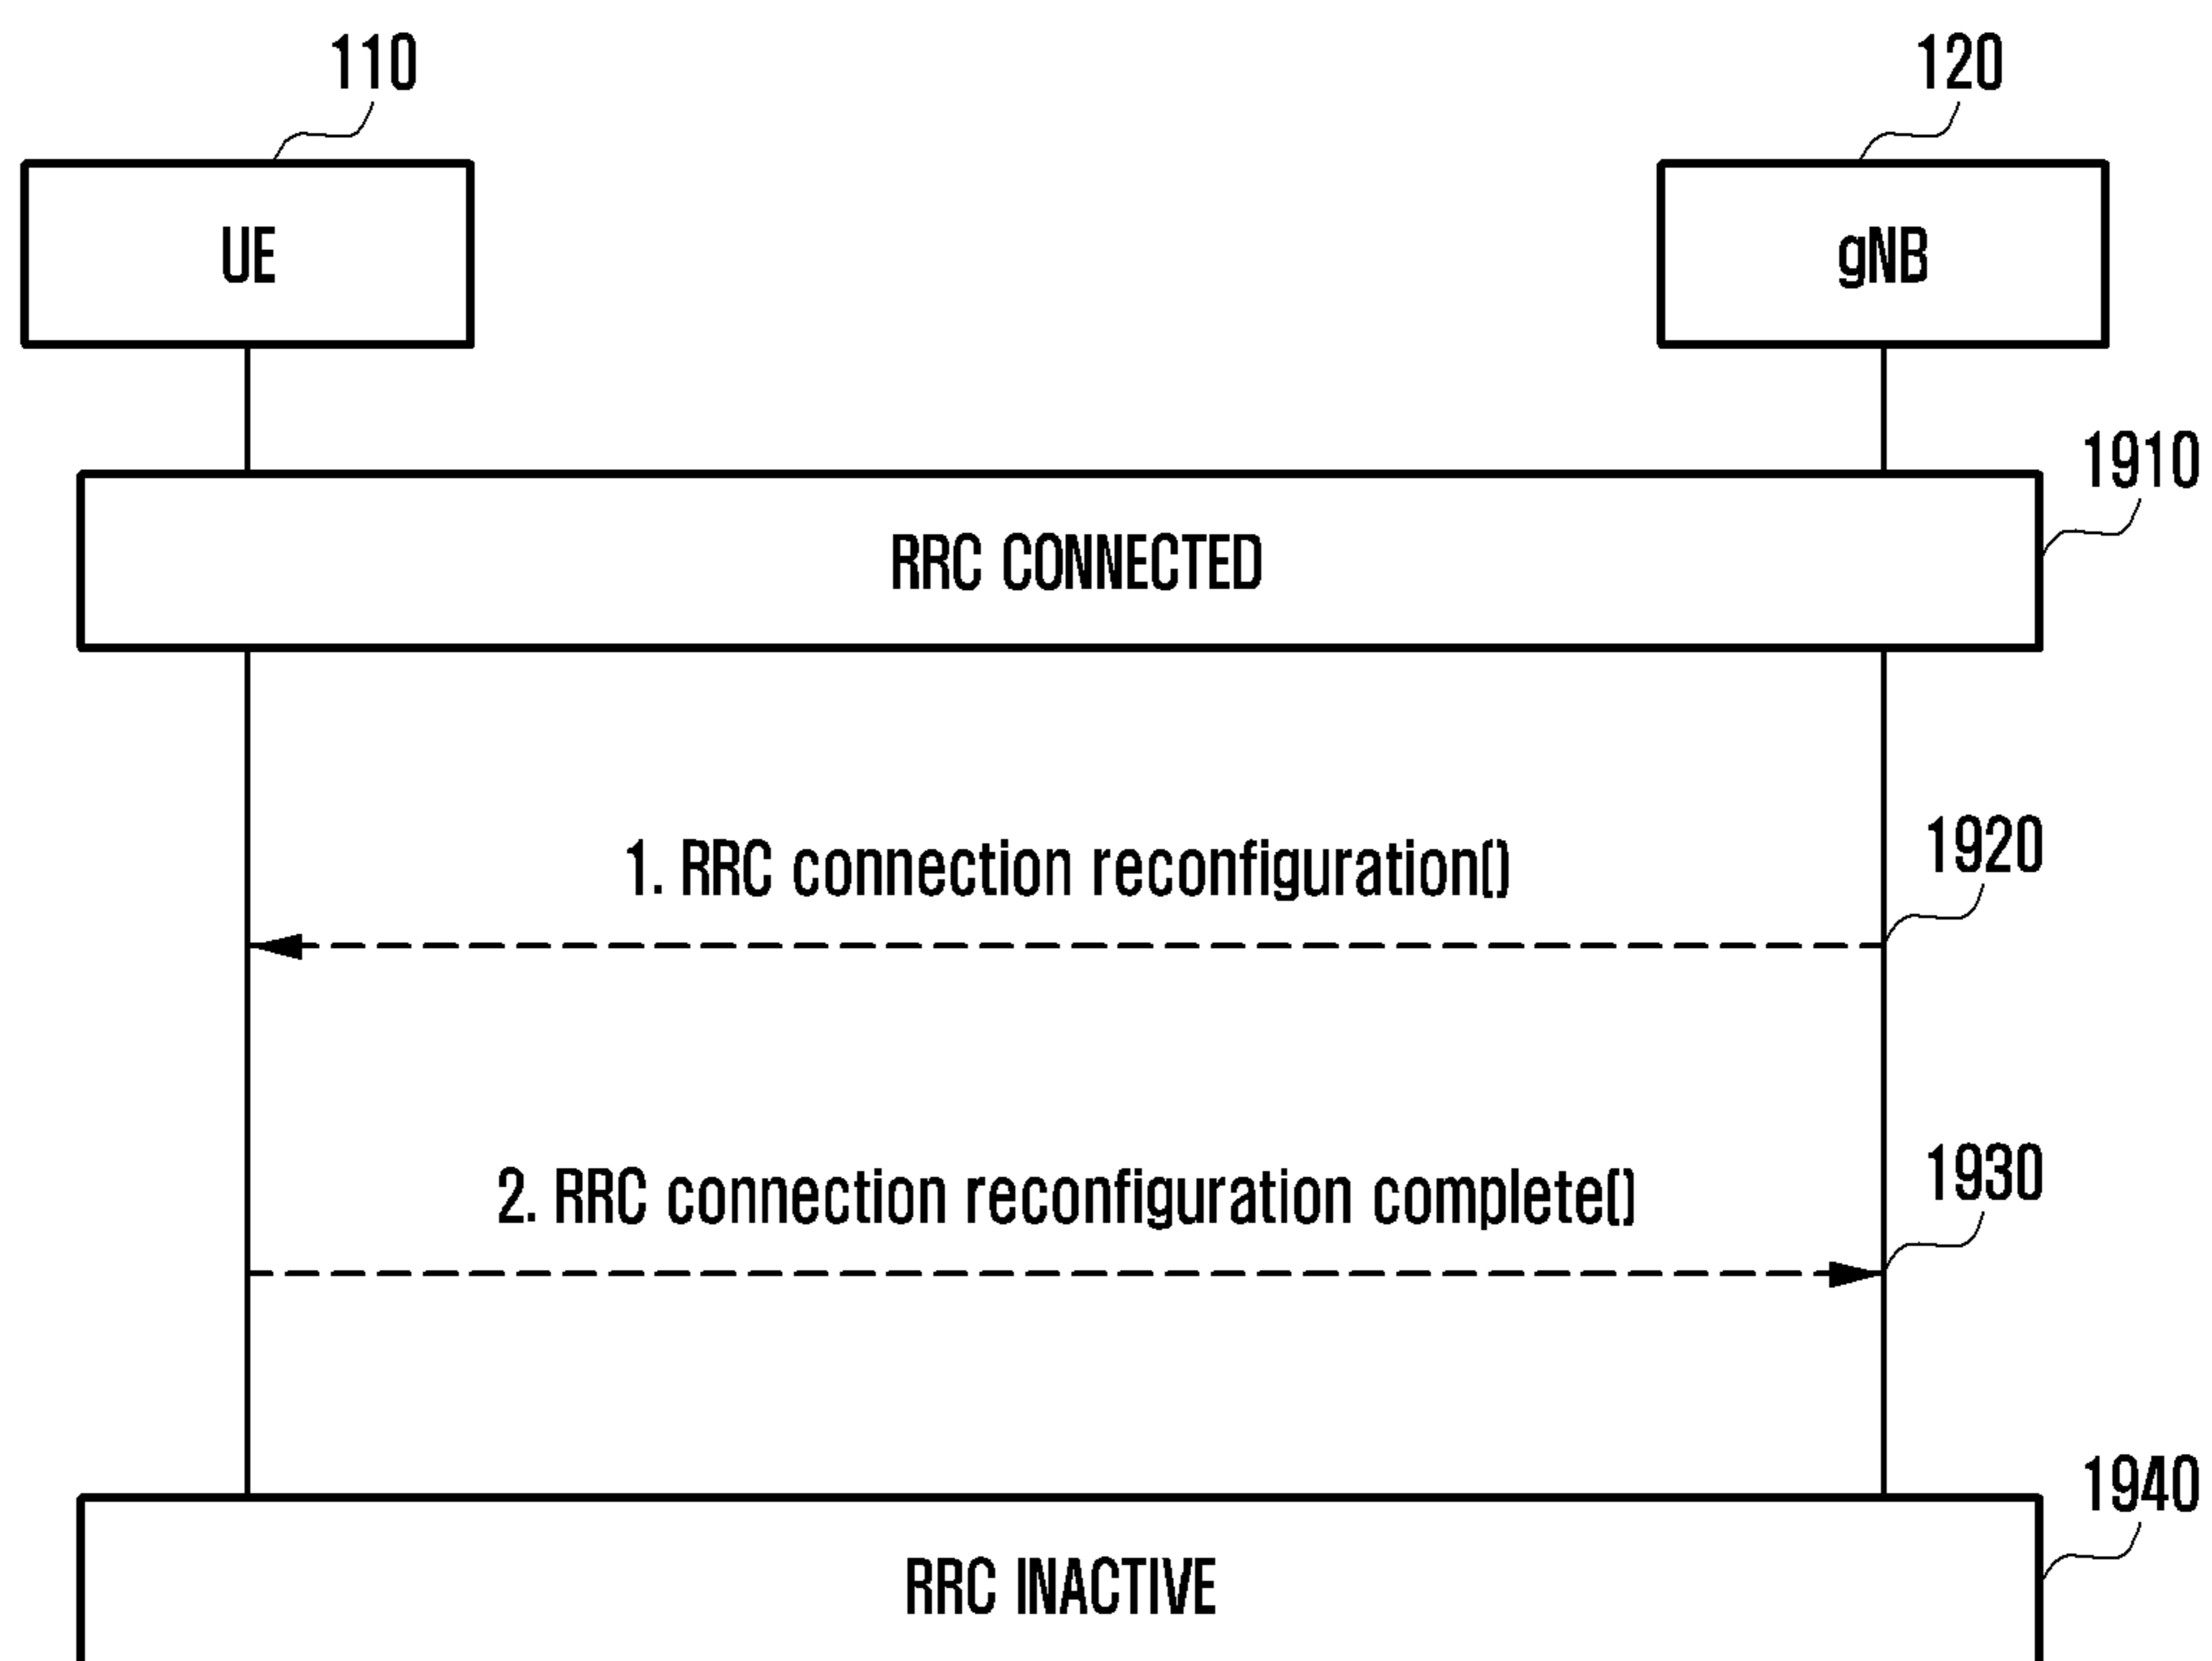 110
120
UE
gNB
1910
RRC CONNECTED
1920
1. RRC connection reconfiguration()
1930
2. RRC connection reconfiguration complete()
1940
RRC INACTIVE